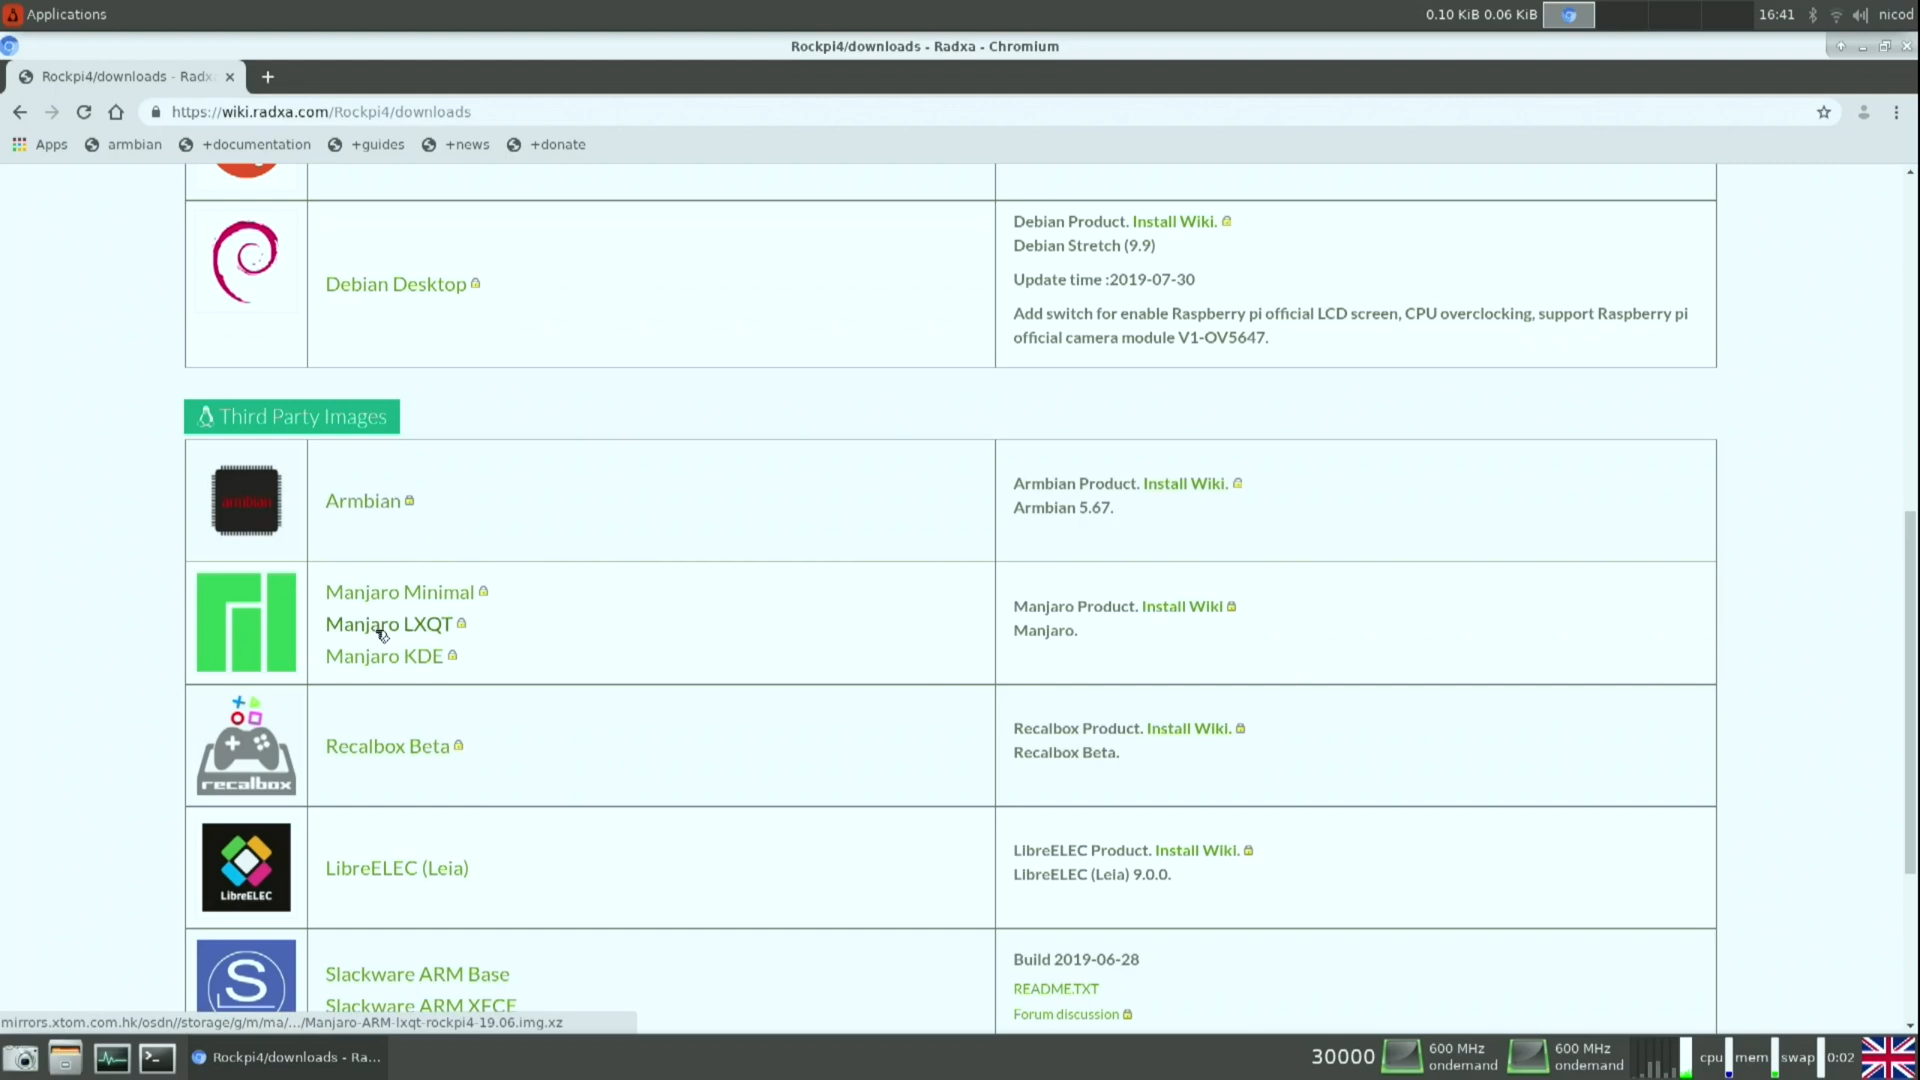 Applications
0.10 KiB 0.06 KiB
16:41
nicod
Rockpi4/downloads - Radxa - Chromium
Rockpi4/downloads - Radx
https://wiki.radxa.com/Rockpi4/downloads
Apps
armbian
+documentation
+guides
+news
+donate
Debian Desktop
Debian Product. Install Wiki.
Debian Stretch (9.9)
Update time :2019-07-30
Add switch for enable Raspberry pi official LCD screen, CPU overclocking, support Raspberry pi
official camera module V1-OV5647.
Third Party Images
armbian
Armbian
Armbian Product. Install Wiki.
Armbian 5.67.
Manjaro Minimal
Manjaro LXQT
Manjaro KDE
Manjaro Product. Install Wiki
Manjaro.
recalbox
Recalbox Beta
Recalbox Product. Install Wiki.
Recalbox Beta.
LibreELEC
LibreELEC (Leia)
LibreELEC Product. Install Wiki.
LibreELEC (Leia) 9.0.0.
S
Slackware ARM Base
Slackware ARM XFCE
Build 2019-06-28
README.TXT
Forum discussion
mirrors.xtom.com.hk/osdn//storage/g/m/ma/.../Manjaro-ARM-lxqt-rockpi4-19.06.img.xz
Rockpi4/downloads - Ra...
30000
600 MHz
ondemand
600 MHz
ondemand
cpu
mem
swap
0:02